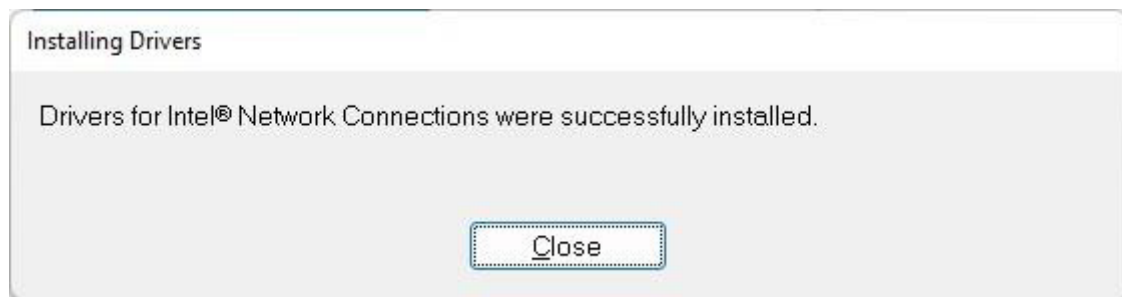 Installing Drivers
Drivers for Intel® Network Connections were successfully installed.
Close